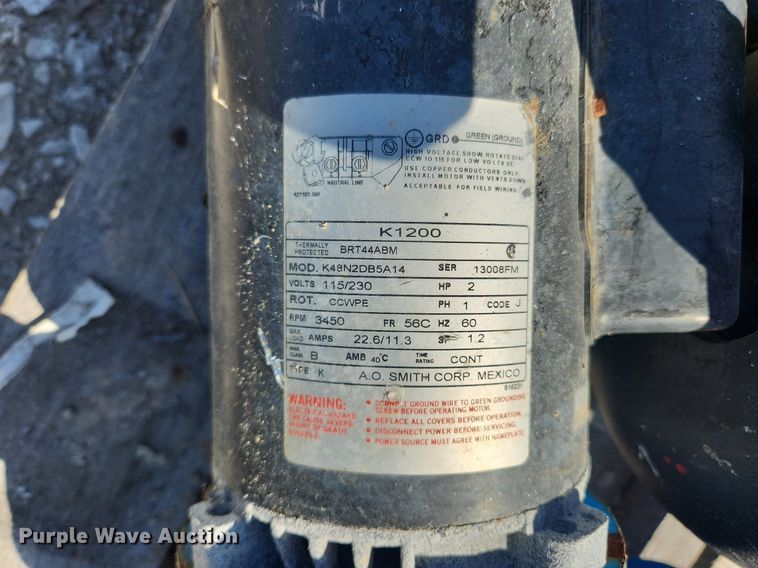 GRD GREEN (GROUND)
HIGH VOLTAGE SHOW. ROTATE DIAL
CCW TO 115 FOR LOW VOLTAGE.
USE COPPER CONDUCTORS ONLY
INSTALL MOTOR WITH VENTS DOWN.
ACCEPTABLE FOR FIELD WIRING
NEUTRAL LINE
K1200
THERMALLY PROTECTED BRT44ABM
MOD. K48N2DB5A14 SER 13008FM
VOLTS 115/230 HP 2
ROT. CCWPE PH 1 CODE J
RPM 3450 FR 56C HZ 60
MAX. LOAD AMPS 22.6/11.3 SF 1.2
CLASS B AMB 40°C TIME RATING CONT
TYPE K A.O. SMITH CORP. MEXICO
818231
WARNING:
• CONNECT GROUND WIRE TO GREEN GROUNDING
SCREW BEFORE OPERATING MOTOR.
• REPLACE ALL COVERS BEFORE OPERATION.
• DISCONNECT POWER BEFORE SERVICING.
• POWER SOURCE MUST AGREE WITH NAMEPLATE.
Purple Wave Auction